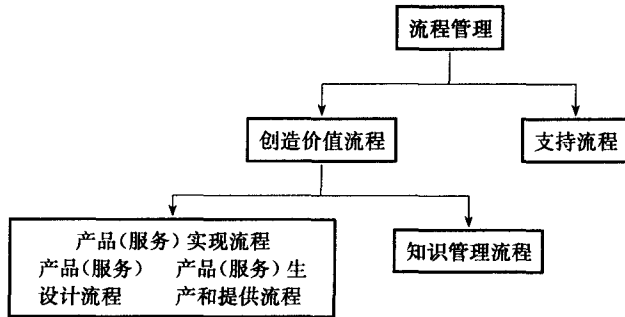 流程管理
创造价值流程
支持流程
产品(服务)实现流程
产品(服务) 产品(服务)生
设计流程 产和提供流程
知识管理流程